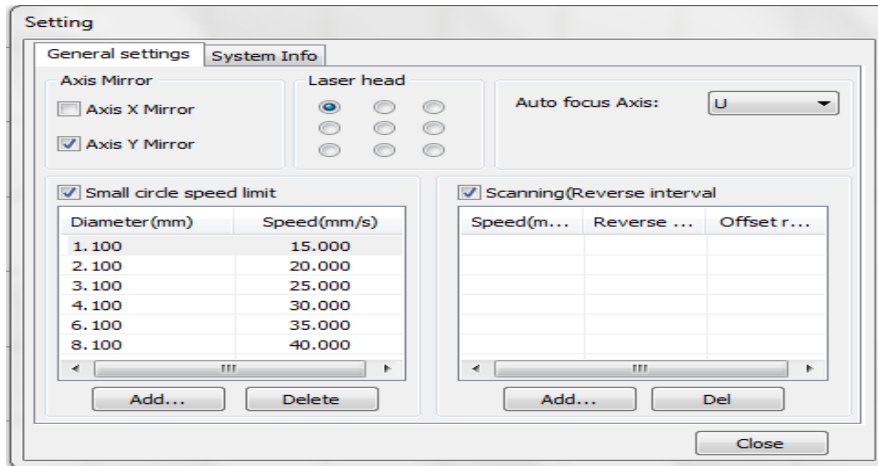 Setting
General settings System Info
Axis Mirror Laser head
Axis X Mirror
Auto focus Axis: U
Axis Y Mirror
Small circle speed limit
Diameter(mm) Speed(mm/s)
1.100 15.000
2.100 20.000
3.100 25.000
4.100 30.000
6.100 35.000
8.100 40.000
Add... Delete
Scanning(Reverse interval
Speed(m... Reverse ... Offset r...
Add... Del
Close